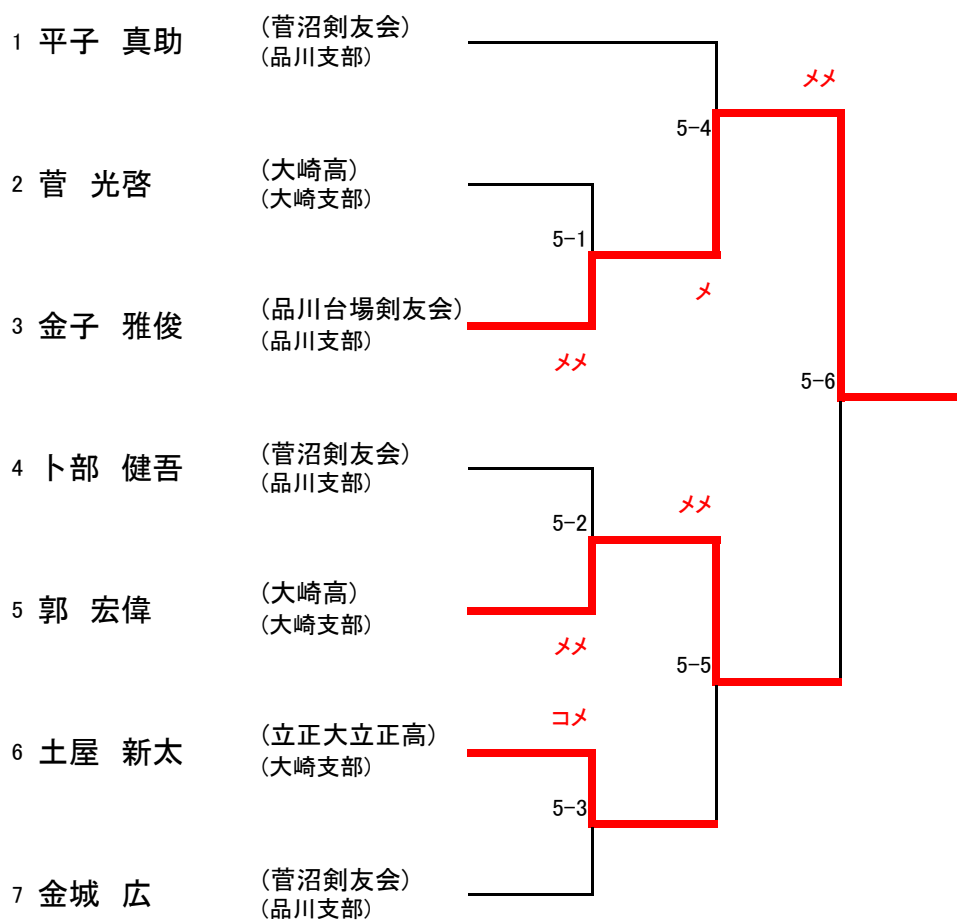 1 平子 真助 (菅沼剣友会)
(品川支部)
メメ
5-4
2 菅 光啓 (大崎高)
(大崎支部)
5-1
メ
3 金子 雅俊 (品川台場剣友会)
(品川支部)
メメ
5-6
4 卜部 健吾 (菅沼剣友会)
(品川支部)
メメ
5-2
5 郭 宏偉 (大崎高)
(大崎支部)
メメ
5-5
コメ
6 土屋 新太 (立正大立正高)
(大崎支部)
5-3
7 金城 広 (菅沼剣友会)
(品川支部)